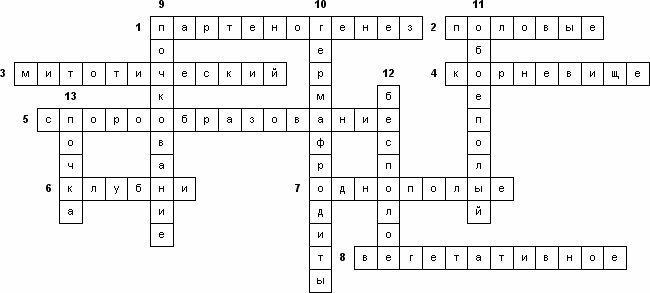 9 10 11
1 партеногенез 2 половые
3 митотический 4 корневище
12
13
5 спорообразование
6 клубни 7 однополые
8 вегетативное
почкование
гермафродиты
обоеполый
бесполое
почка